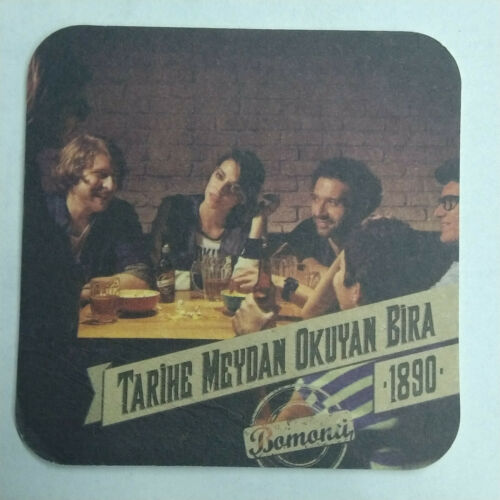 TARİHE MEYDAN OKUYAN BİRA
·1890·
Bomonti